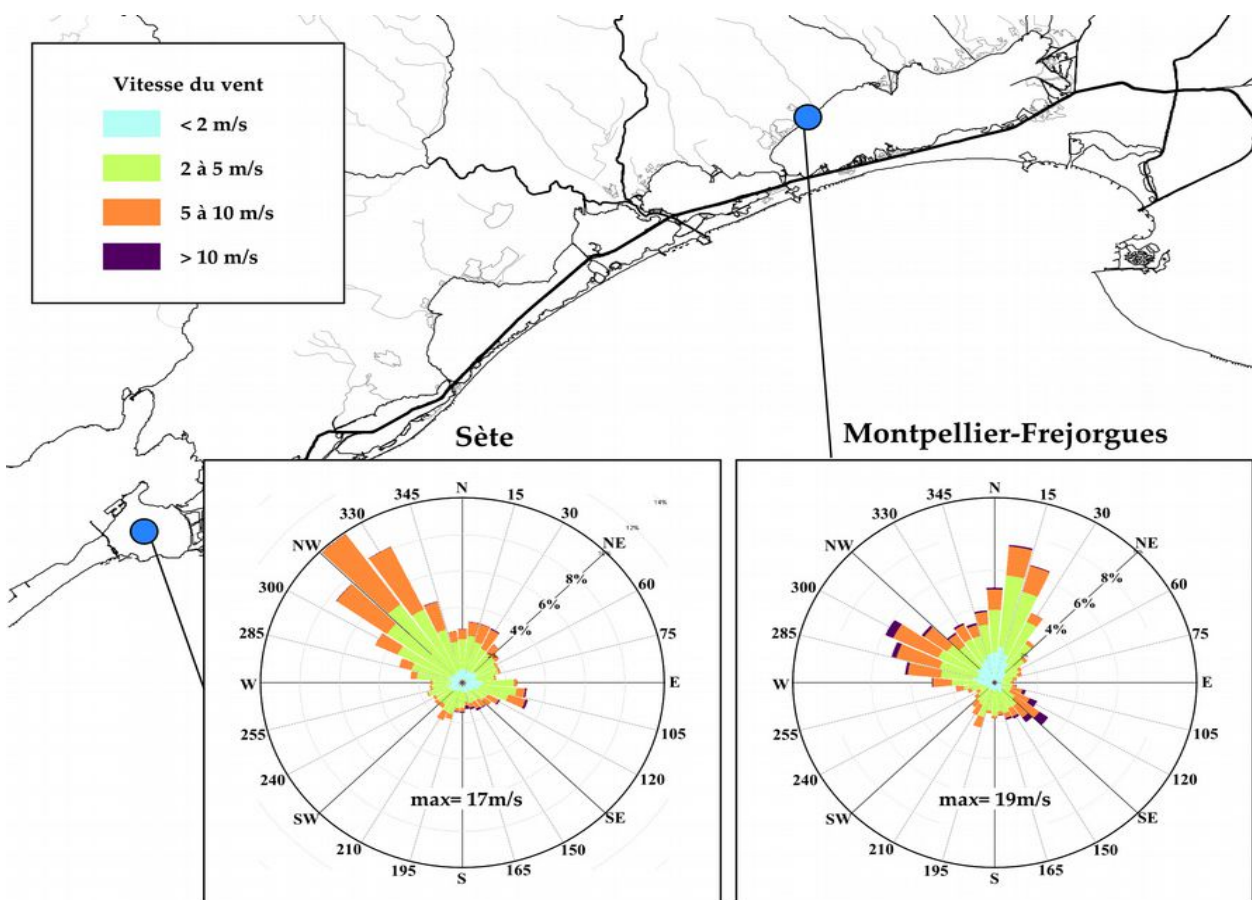 Vitesse du vent
< 2 m/s
2 à 5 m/s
5 à 10 m/s
> 10 m/s
Sète
Montpellier-Frejorgues
N
15
30
NE
60
75
E
105
120
SE
150
165
S
195
210
SW
240
255
W
285
300
NW
330
345
14%
12%
8%
6%
4%
max= 17m/s
N
15
30
NE
60
75
E
105
120
SE
150
165
S
195
210
SW
240
255
W
285
300
NW
330
345
8%
6%
4%
max= 19m/s